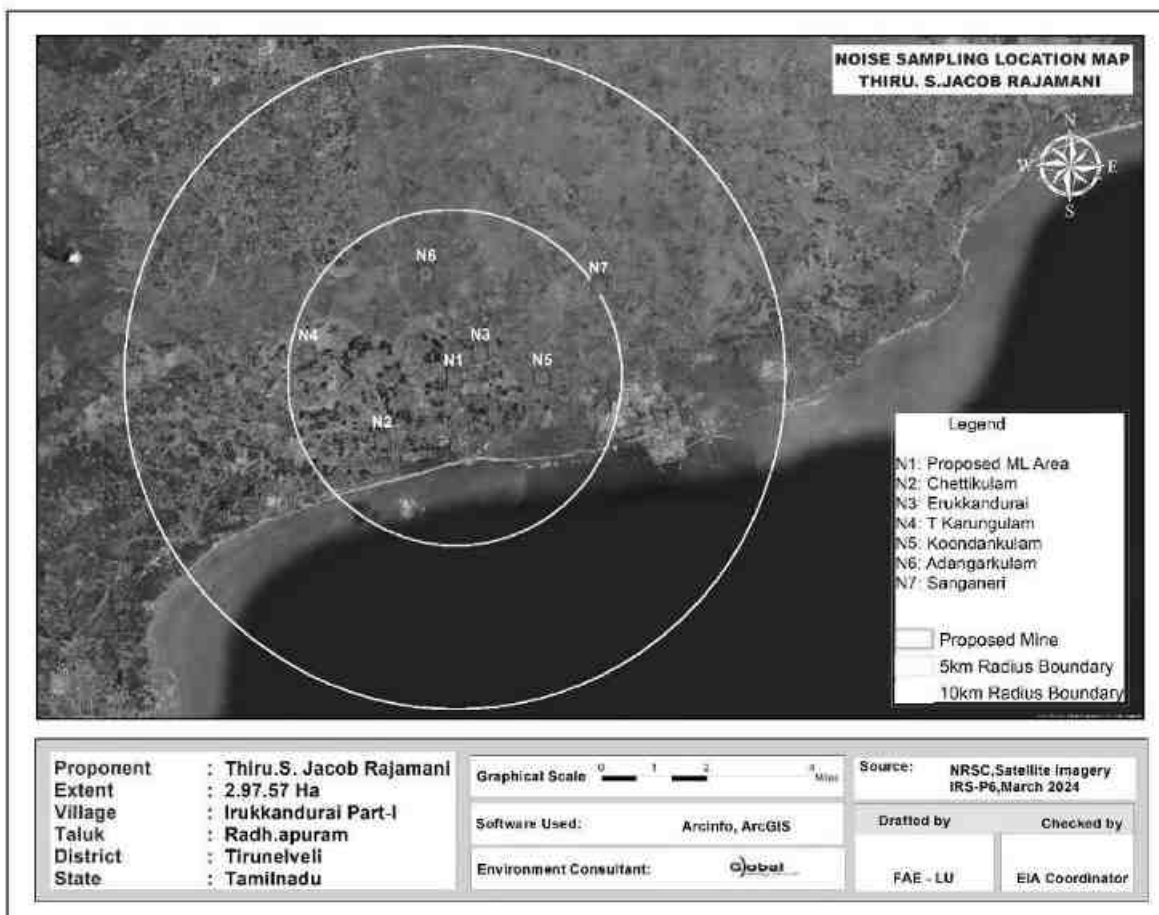 NOISE SAMPLING LOCATION MAP
THIRU. S.JACOB RAJAMANI
N
W E
S
N6
N7
N4
N3
N1
N5
N2
Legend
N1: Proposed ML Area
N2: Chettikulam
N3: Erukkandurai
N4: T Karungulam
N5: Koondankulam
N6: Adangarkulam
N7: Sanganeri
Proposed Mine
5km Radius Boundary
10km Radius Boundary
Proponent : Thiru.S. Jacob Rajamani
Extent : 2.97.57 Ha
Village : Irukkandurai Part-I
Taluk : Radh.apuram
District : Tirunelveli
State : Tamilnadu
Graphical Scale 0 1 2 4 Miles
Software Used: Arcinfo, ArcGIS
Environment Consultant: Global
Source: NRSC,Satellite Imagery
IRS-P6,March 2024
Drafted by Checked by
FAE - LU EIA Coordinator